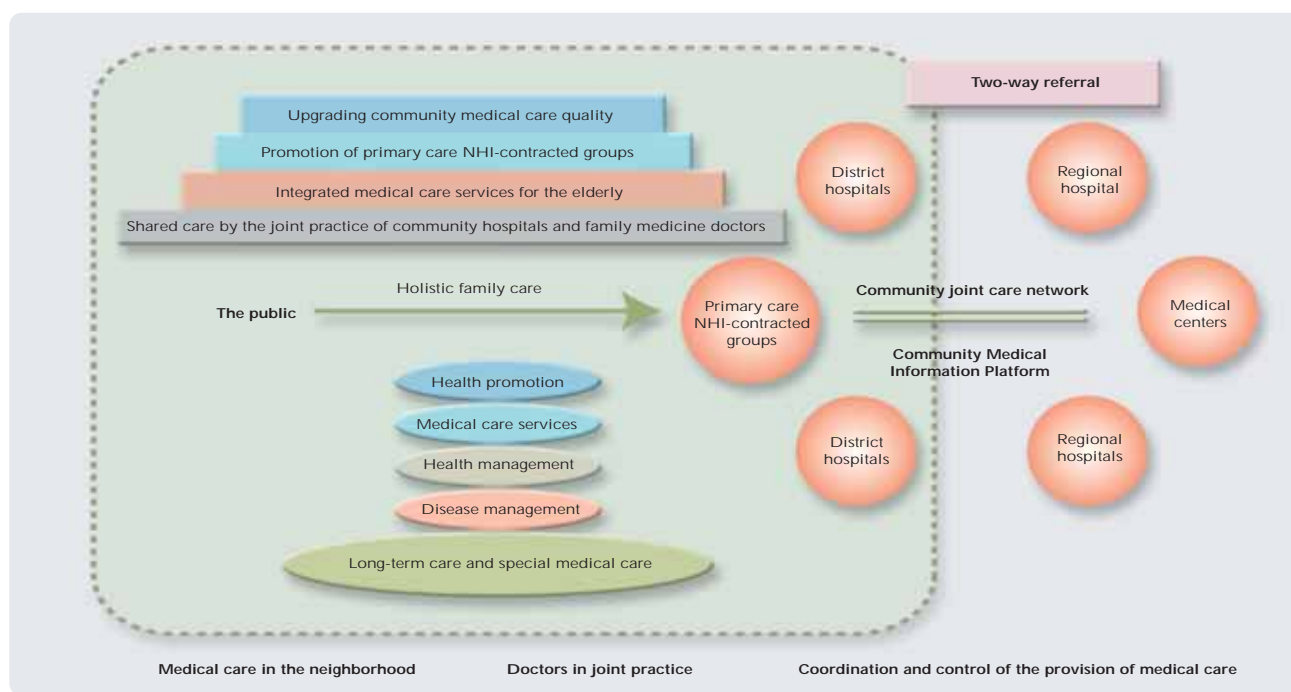 Two-way referral
Upgrading community medical care quality
Promotion of primary care NHI-contracted groups
Integrated medical care services for the elderly
Shared care by the joint practice of community hospitals and family medicine doctors
District
hospitals
Regional
hospital
The public
Holistic family care
Primary care
NHI-contracted
groups
Community joint care network
Community Medical
Information Platform
Medical
centers
Health promotion
Medical care services
Health management
Disease management
Long-term care and special medical care
District
hospitals
Regional
hospitals
Medical care in the neighborhood
Doctors in joint practice
Coordination and control of the provision of medical care